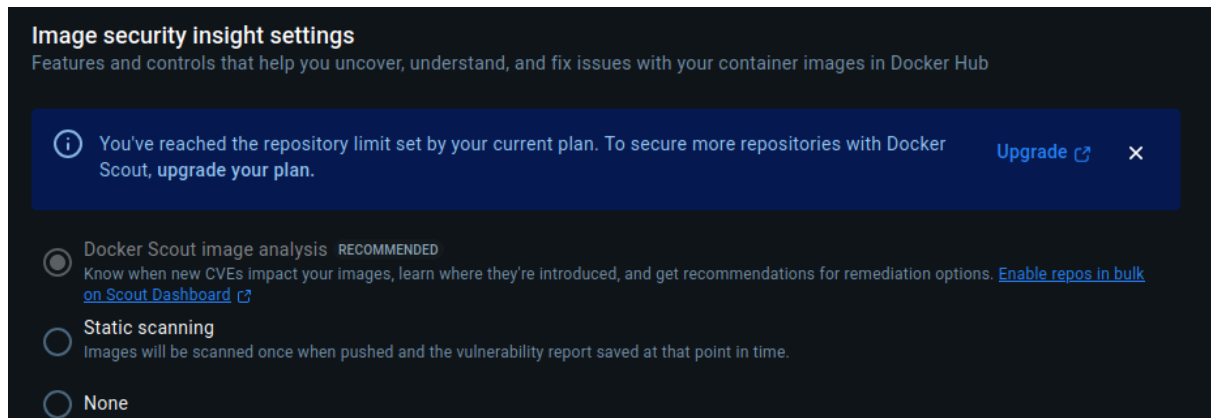 Image security insight settings
Features and controls that help you uncover, understand, and fix issues with your container images in Docker Hub
You've reached the repository limit set by your current plan. To secure more repositories with Docker
Scout, upgrade your plan.
Upgrade
Docker Scout image analysis RECOMMENDED
Know when new CVEs impact your images, learn where they're introduced, and get recommendations for remediation options. Enable repos in bulk
on Scout Dashboard
Static scanning
Images will be scanned once when pushed and the vulnerability report saved at that point in time.
None